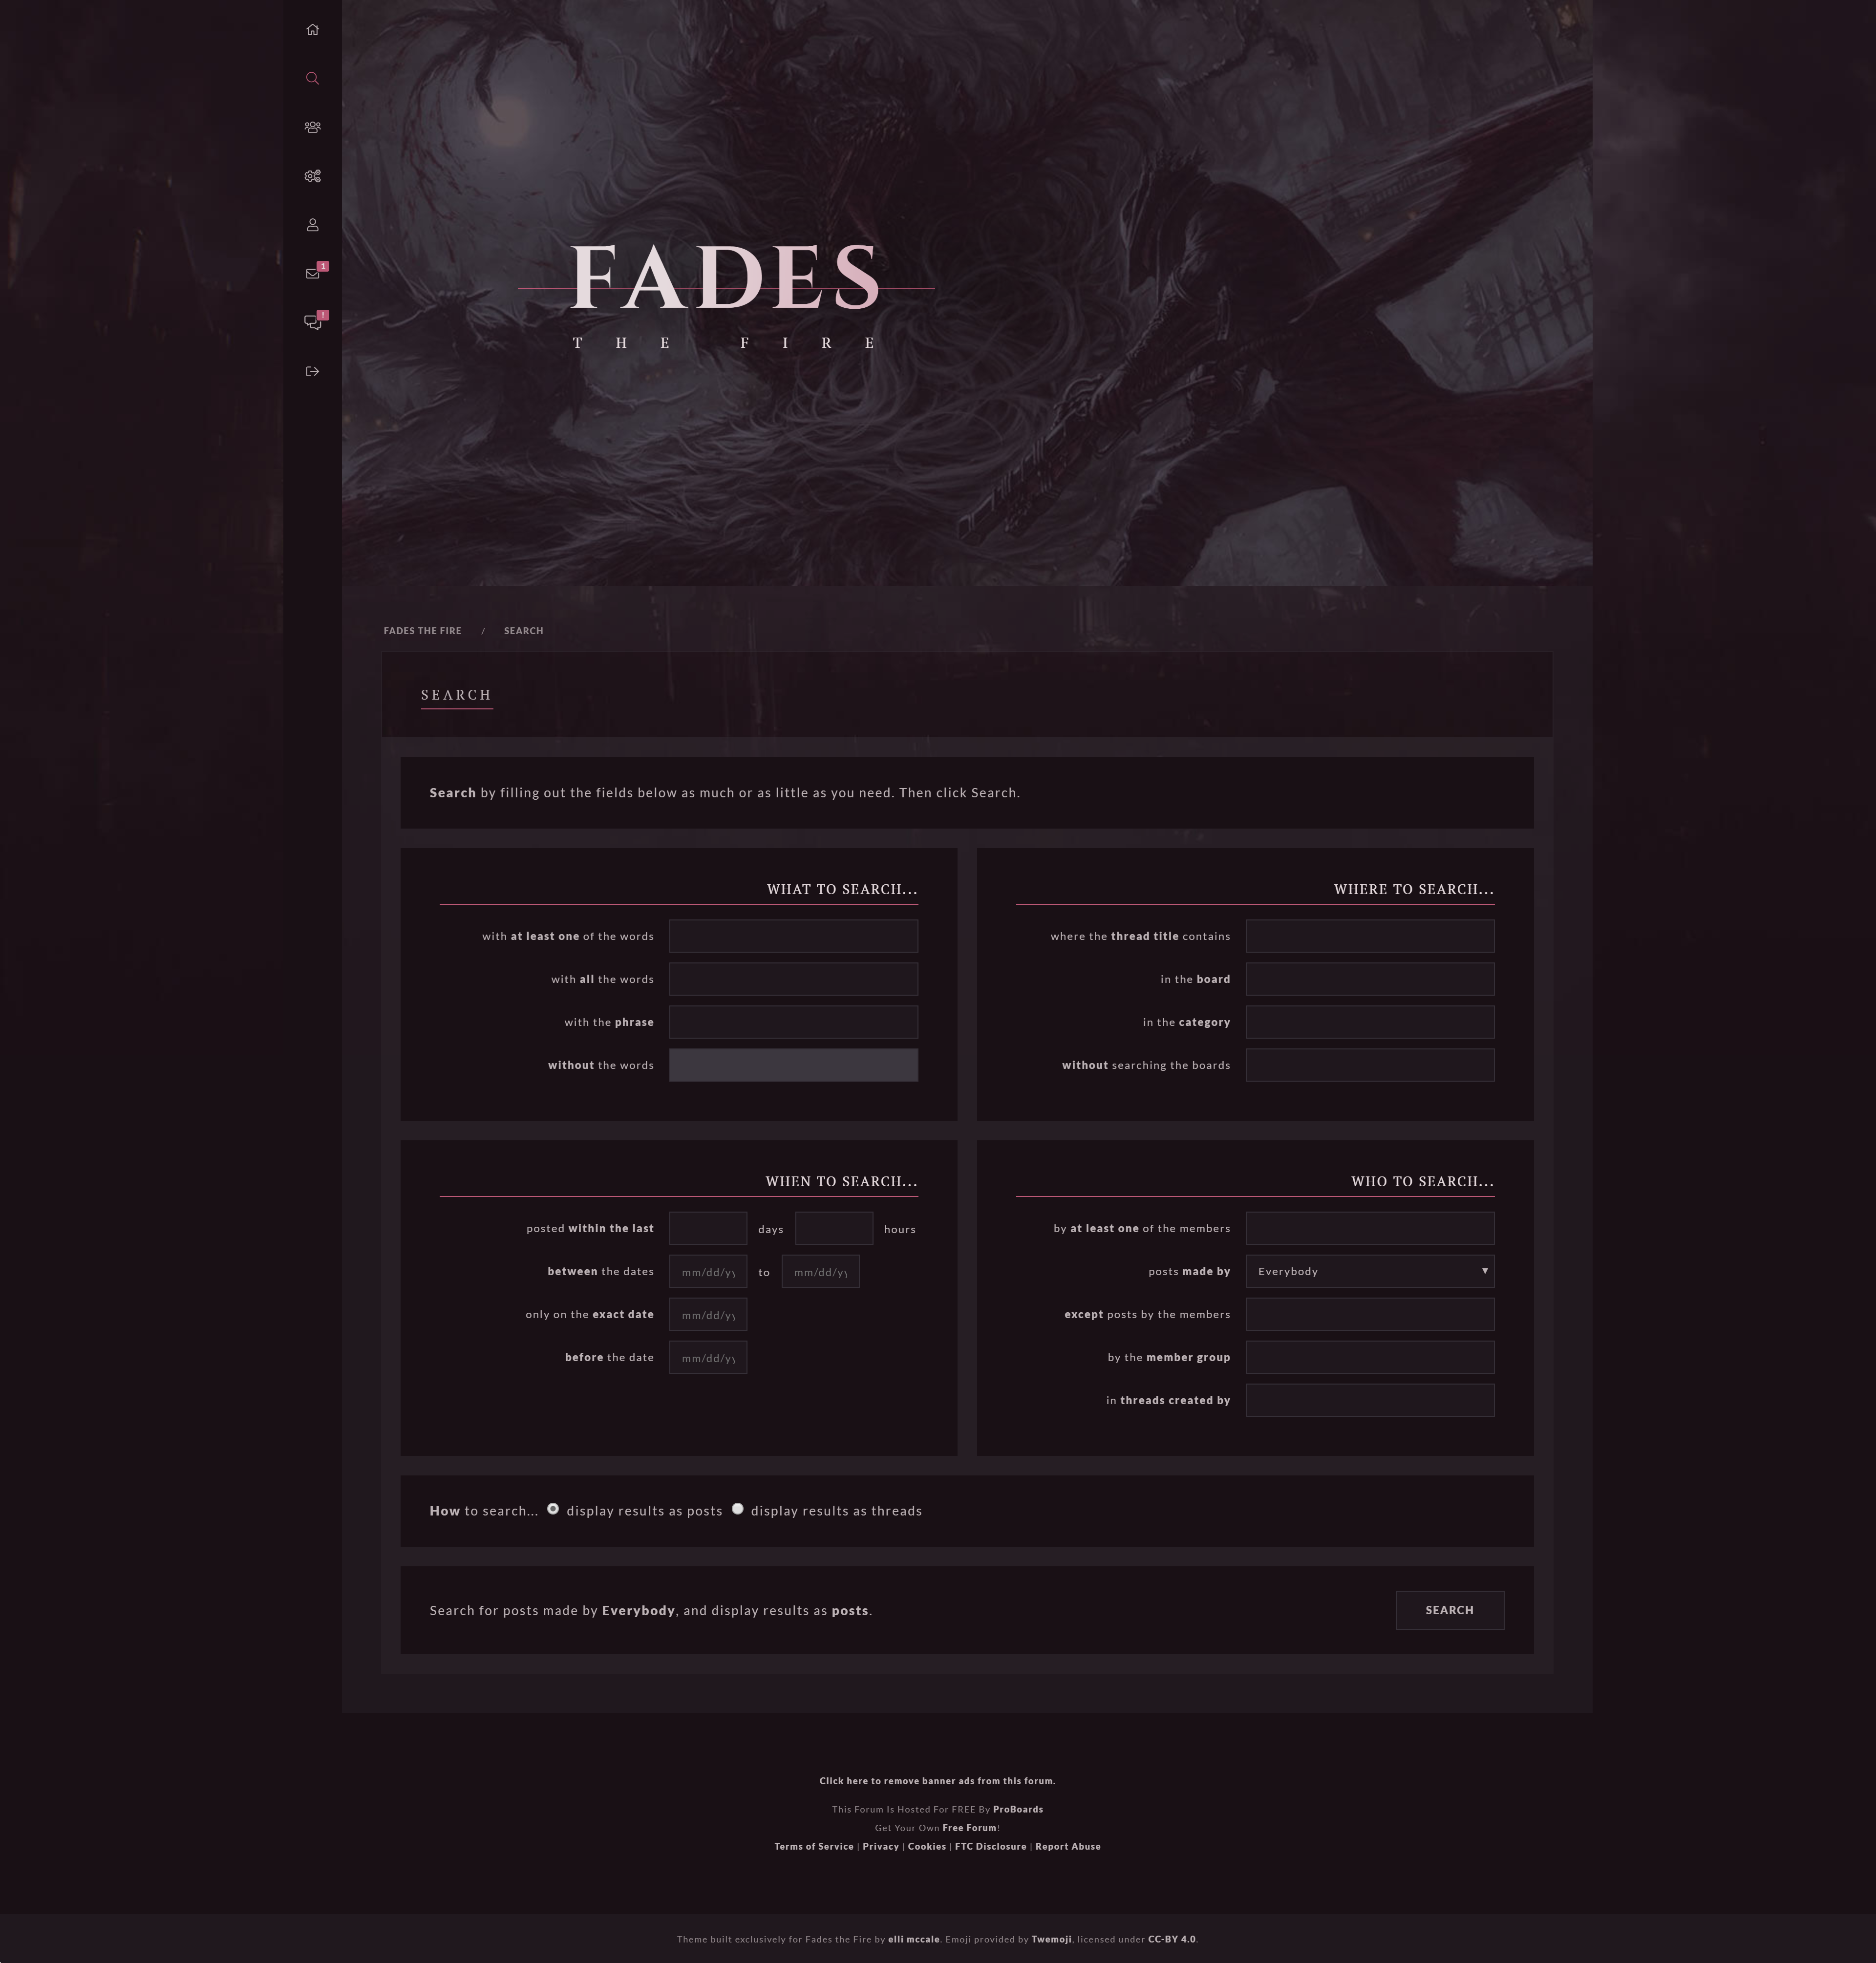 1
!
FADES
THE FIRE
FADES THE FIRE / SEARCH
SEARCH
Search by filling out the fields below as much or as little as you need. Then click Search.
WHAT TO SEARCH...
with at least one of the words
with all the words
with the phrase
without the words
WHERE TO SEARCH...
where the thread title contains
in the board
in the category
without searching the boards
WHEN TO SEARCH...
posted within the last days hours
between the dates mm/dd/yy to mm/dd/yy
only on the exact date mm/dd/yy
before the date mm/dd/yy
WHO TO SEARCH...
by at least one of the members
posts made by Everybody ▼
except posts by the members
by the member group
in threads created by
How to search... display results as posts display results as threads
Search for posts made by Everybody, and display results as posts.
SEARCH
Click here to remove banner ads from this forum.
This Forum Is Hosted For FREE By ProBoards
Get Your Own Free Forum!
Terms of Service | Privacy | Cookies | FTC Disclosure | Report Abuse
Theme built exclusively for Fades the Fire by elli mccale. Emoji provided by Twemoji, licensed under CC-BY 4.0.